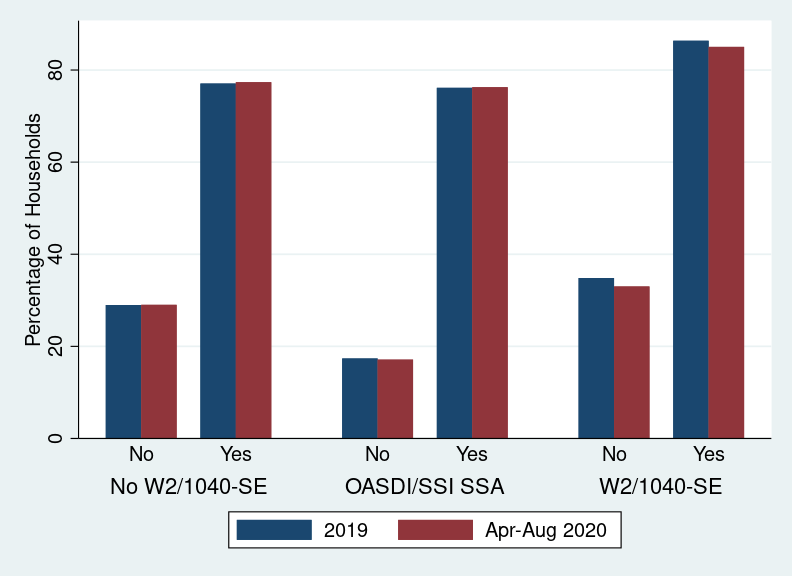 Percentage of Households
80
60
40
20
0
No Yes No Yes No Yes
No W2/1040-SE OASDI/SSI SSA W2/1040-SE
2019 Apr-Aug 2020